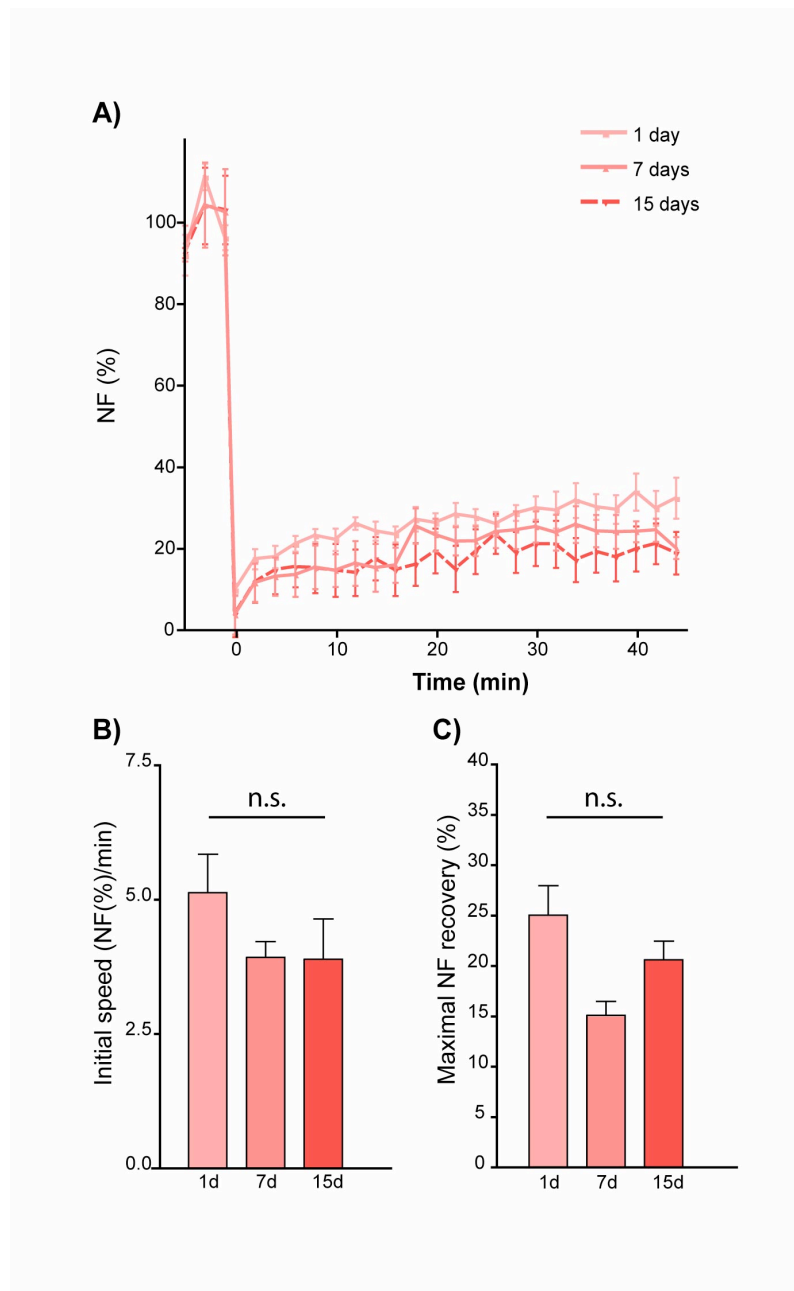 A)
1 day
7 days
15 days
NF (%)
100
80
60
40
20
0
0 10 20 30 40
Time (min)
B)
Initial speed (NF(%)/min)
7.5
5.0
2.5
0.0
n.s.
1d 7d 15d
C)
Maximal NF recovery (%)
40
35
30
25
20
15
10
5
0
n.s.
1d 7d 15d